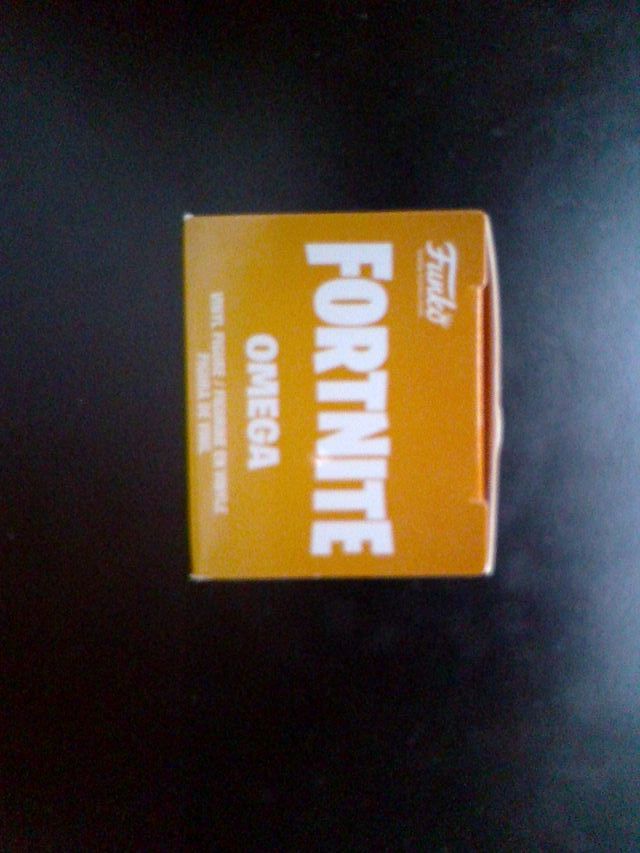 Funko
FORTNITE
OMEGA
VINYL FIGURE / FIGURINE EN VINYLE
FIGURA DE VINIL